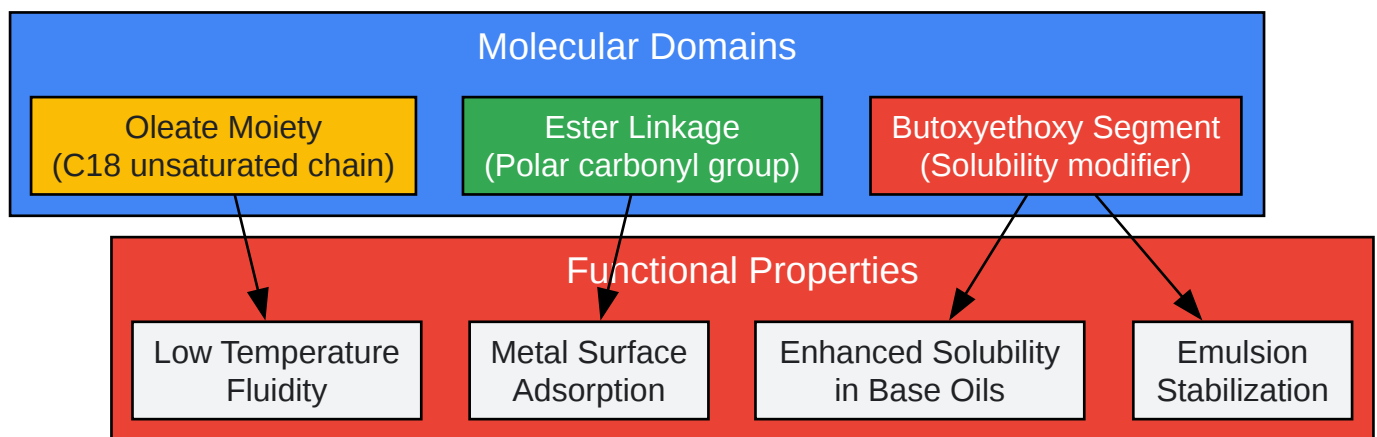 Molecular Domains
Oleate Moiety
(C18 unsaturated chain)
Ester Linkage
(Polar carbonyl group)
Butoxyethoxy Segment
(Solubility modifier)
Functional Properties
Low Temperature
Fluidity
Metal Surface
Adsorption
Enhanced Solubility
in Base Oils
Emulsion
Stabilization